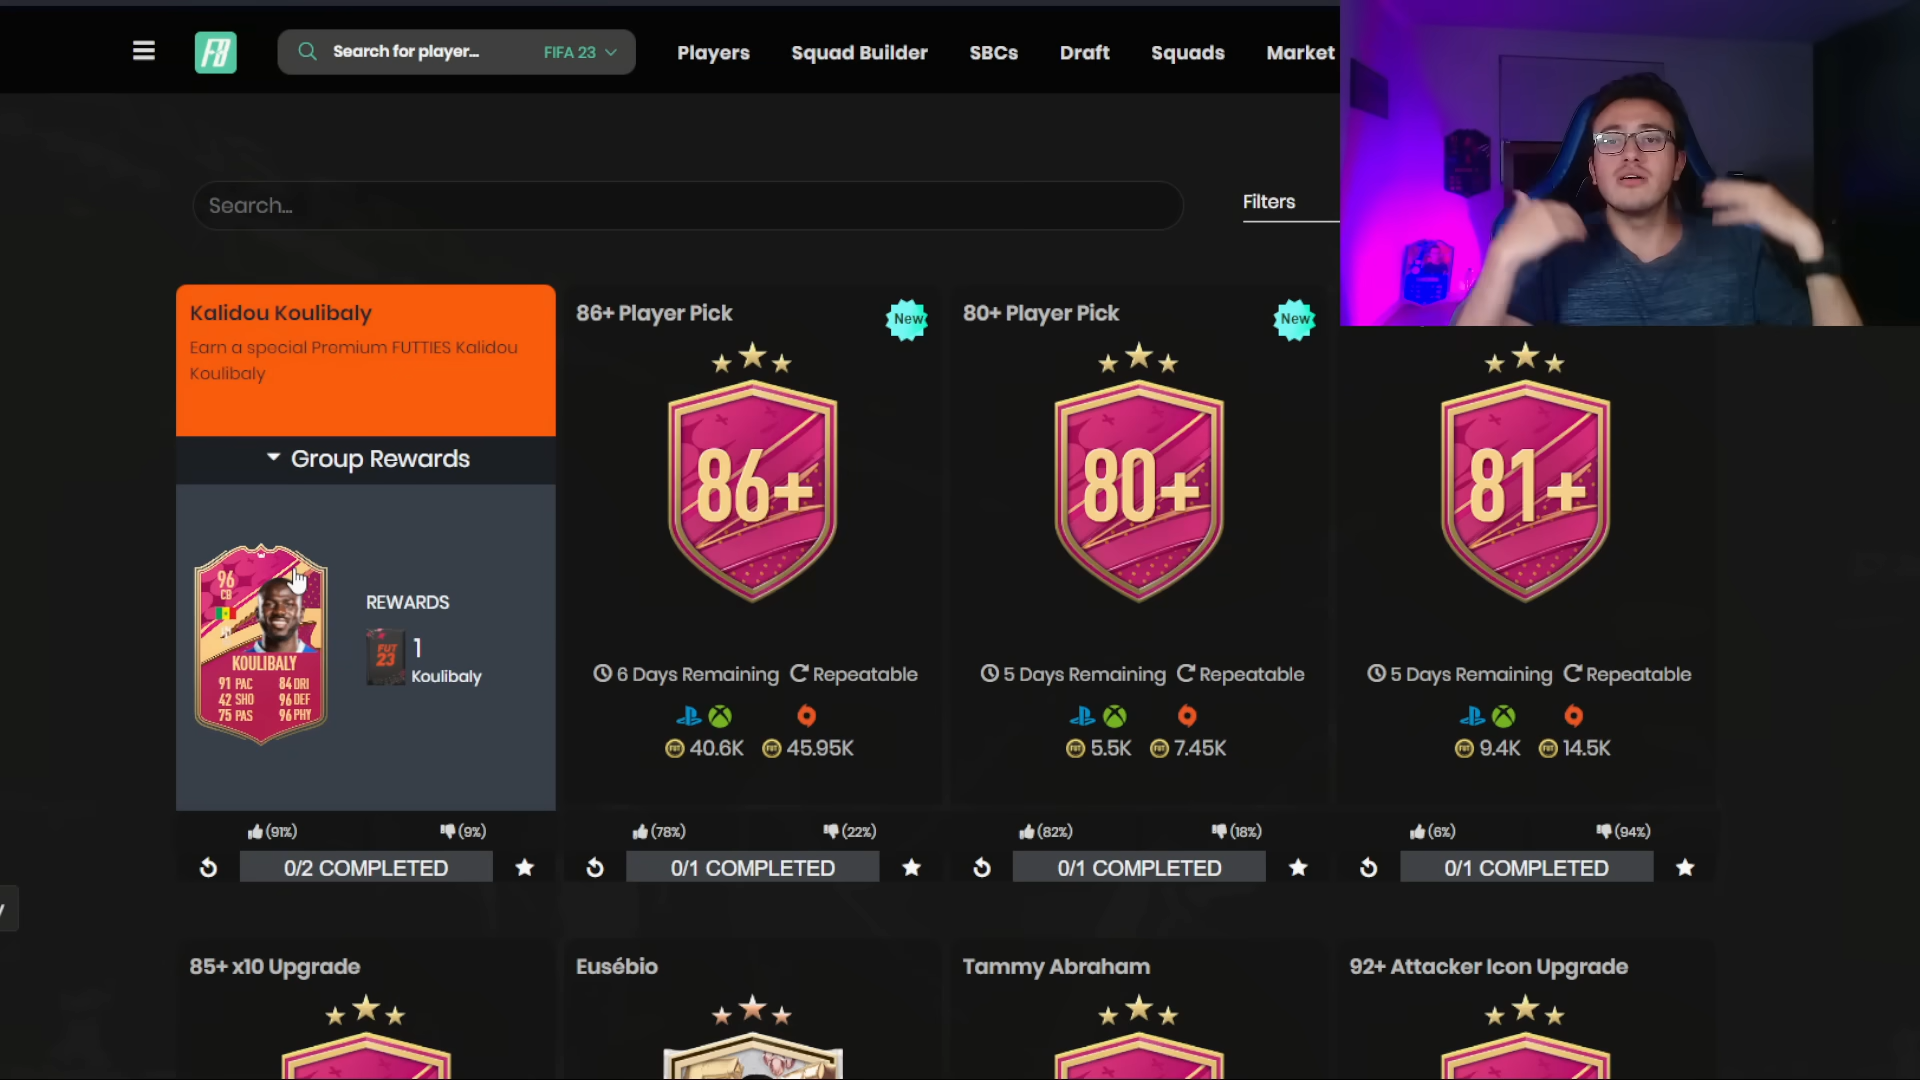 FB
Search for player...
FIFA 23
Players
Squad Builder
SBCs
Draft
Squads
Market
Search...
Filters
Kalidou Koulibaly
Earn a special Premium FUTTIES Kalidou
Koulibaly
Group Rewards
96
CB
KOULIBALY
91 PAC 84 DRI
42 SHO 96 DEF
75 PAS 96 PHY
REWARDS
FUT
23
1
Koulibaly
(91%) (9%)
0/2 COMPLETED
86+ Player Pick
New
86+
6 Days Remaining Repeatable
40.6K 45.95K
(78%) (22%)
0/1 COMPLETED
80+ Player Pick
New
80+
5 Days Remaining Repeatable
5.5K 7.45K
(82%) (18%)
0/1 COMPLETED
81+
5 Days Remaining Repeatable
9.4K 14.5K
(6%) (94%)
0/1 COMPLETED
85+ x10 Upgrade
Eusébio
Tammy Abraham
92+ Attacker Icon Upgrade